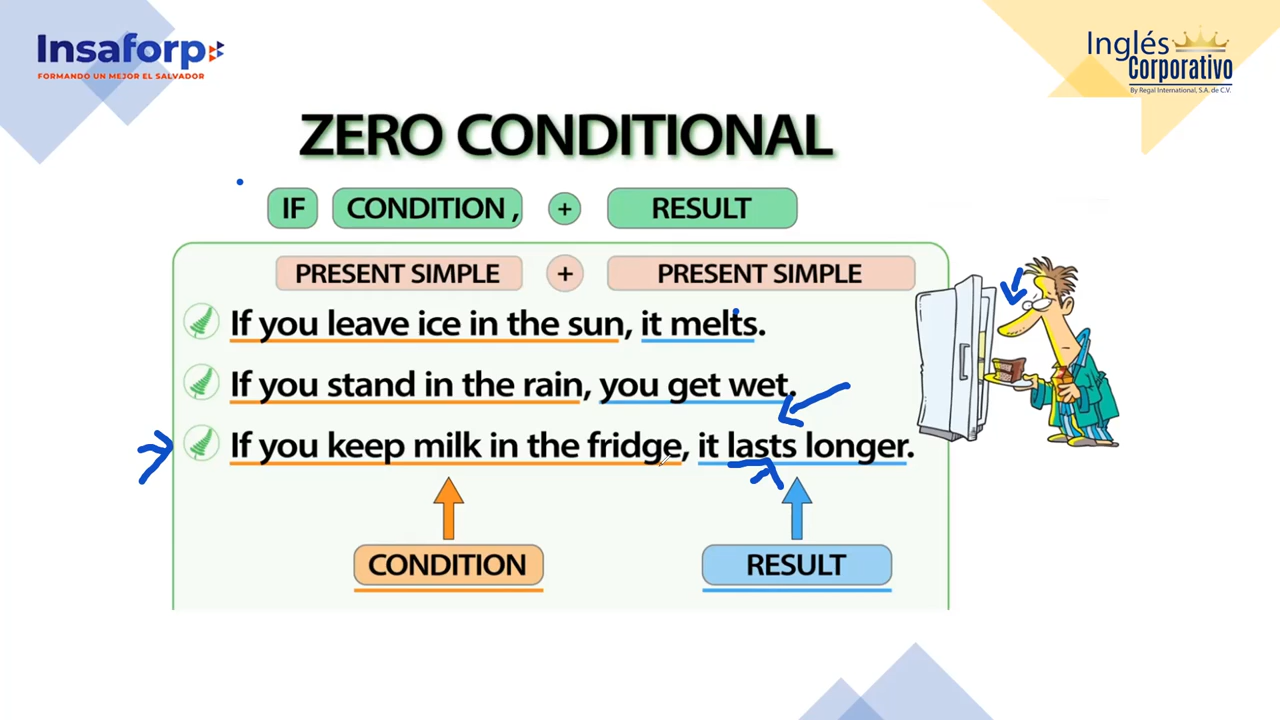 Insaforp
FORMANDO UN MEJOR EL SALVADOR
Inglés
Corporativo
By Regal International, S.A. de C.V.
ZERO CONDITIONAL
IF CONDITION , + RESULT
PRESENT SIMPLE + PRESENT SIMPLE
If you leave ice in the sun, it melts.
If you stand in the rain, you get wet.
If you keep milk in the fridge, it lasts longer.
CONDITION RESULT